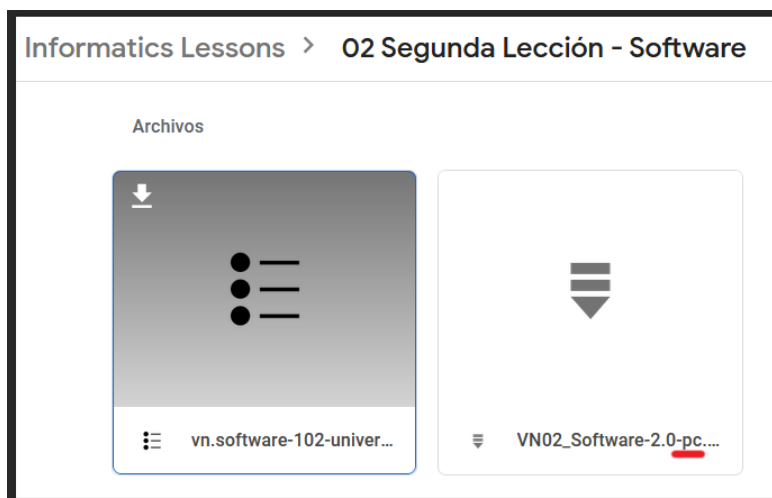 Informatics Lessons > 02 Segunda Lección - Software
Archivos
vn.software-102-univer...
VN02_Software-2.0-pc....